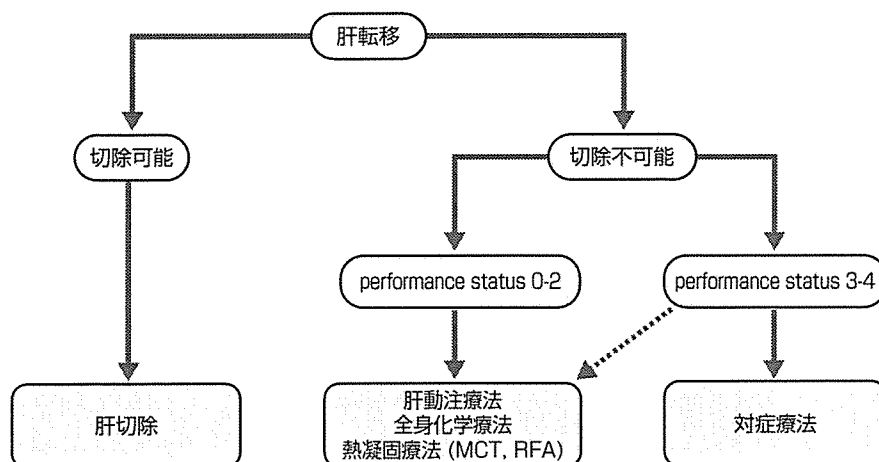 肝転移
切除可能
切除不可能
performance status 0-2
performance status 3-4
肝切除
肝動注療法
全身化学療法
熱凝固療法 (MCT, RFA)
対症療法